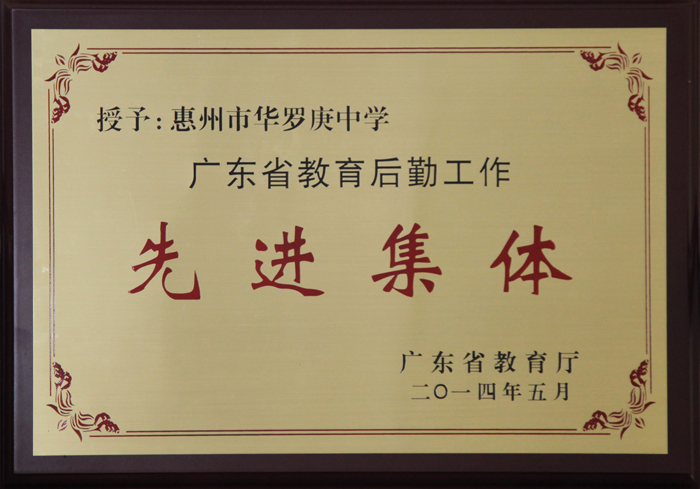 授予：惠州市华罗庚中学
广东省教育后勤工作
先进集体
广东省教育厅
二〇一四年五月